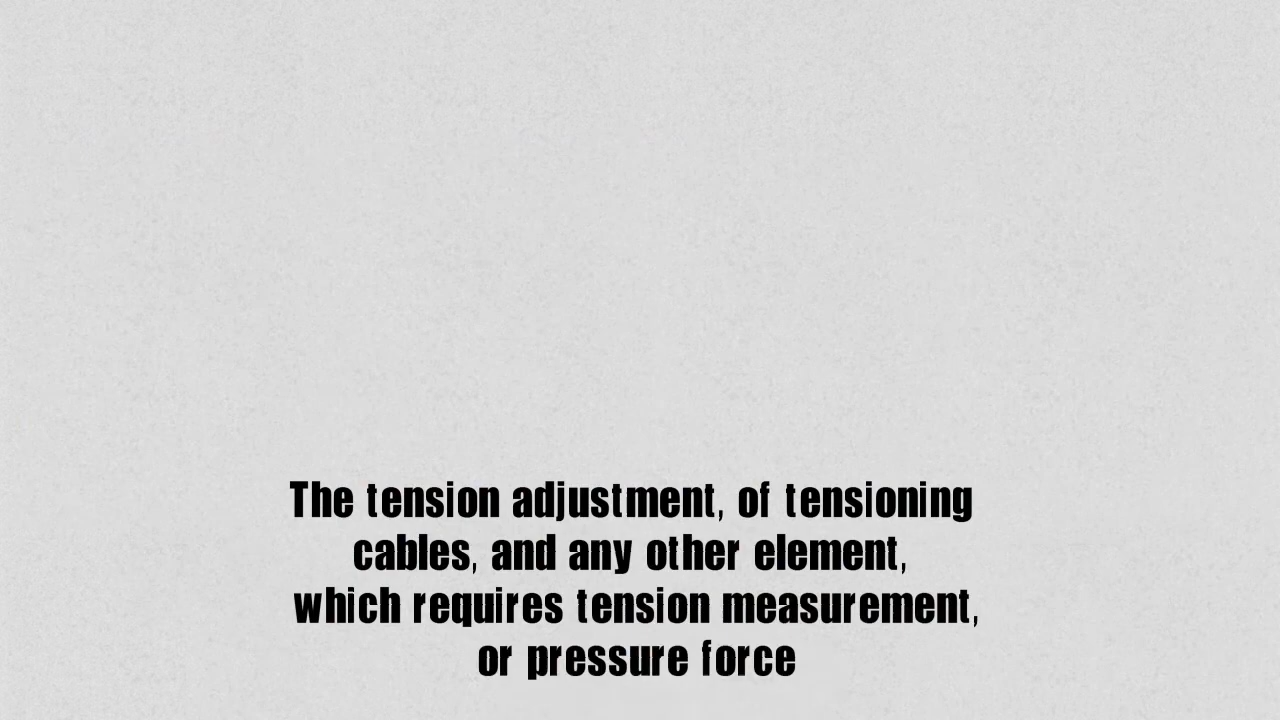 The tension adjustment, of tensioning
cables, and any other element,
which requires tension measurement,
or pressure force